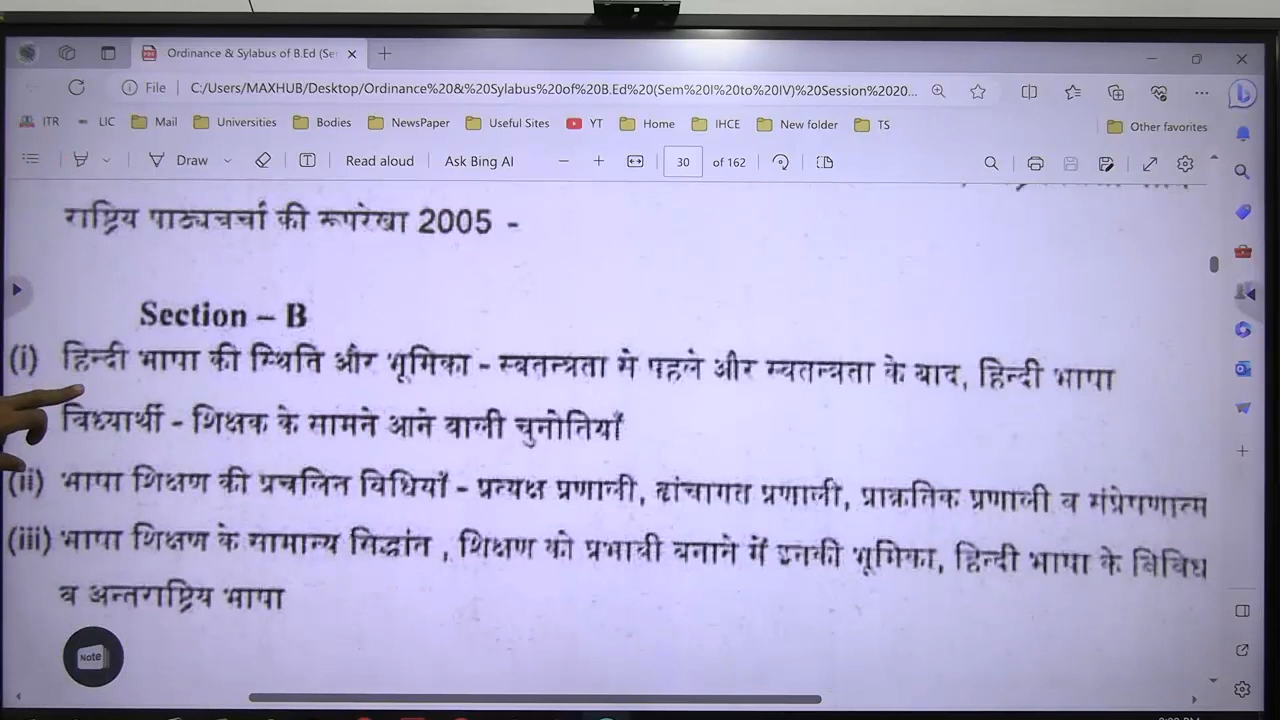 Ordinance & Sylabus of B.Ed (Se
File C:/Users/MAXHUB/Desktop/Ordinance%20&%20Sylabus%20of%20B.Ed%20(Sem%20I%20to%20IV)%20Session%2020...
ITR LIC Mail Universities Bodies NewsPaper Useful Sites YT Home IHCE New folder TS Other favorites
Draw Read aloud Ask Bing AI 30 of 162
राष्ट्रिय पाठ्यचर्चा की रूपरेखा 2005 -
Section – B
(i) हिन्दी भाषा की स्थिति और भूमिका - स्वतन्त्रता से पहले और स्वतन्त्रता के बाद, हिन्दी भाषा
विध्यार्थी - शिक्षक के सामने आने वाली चुनोतियाँ
(ii) भाषा शिक्षण की प्रचलित विधियाँ - प्रत्यक्ष प्रणाली, ढांचागत प्रणाली, प्राक्रतिक प्रणाली व संप्रेषणात्म
(iii) भाषा शिक्षण के सामान्य सिद्धांत , शिक्षण को प्रभावी बनाने में इनकी भूमिका, हिन्दी भाषा के विविध
व अन्तराष्ट्रिय भाषा
Note